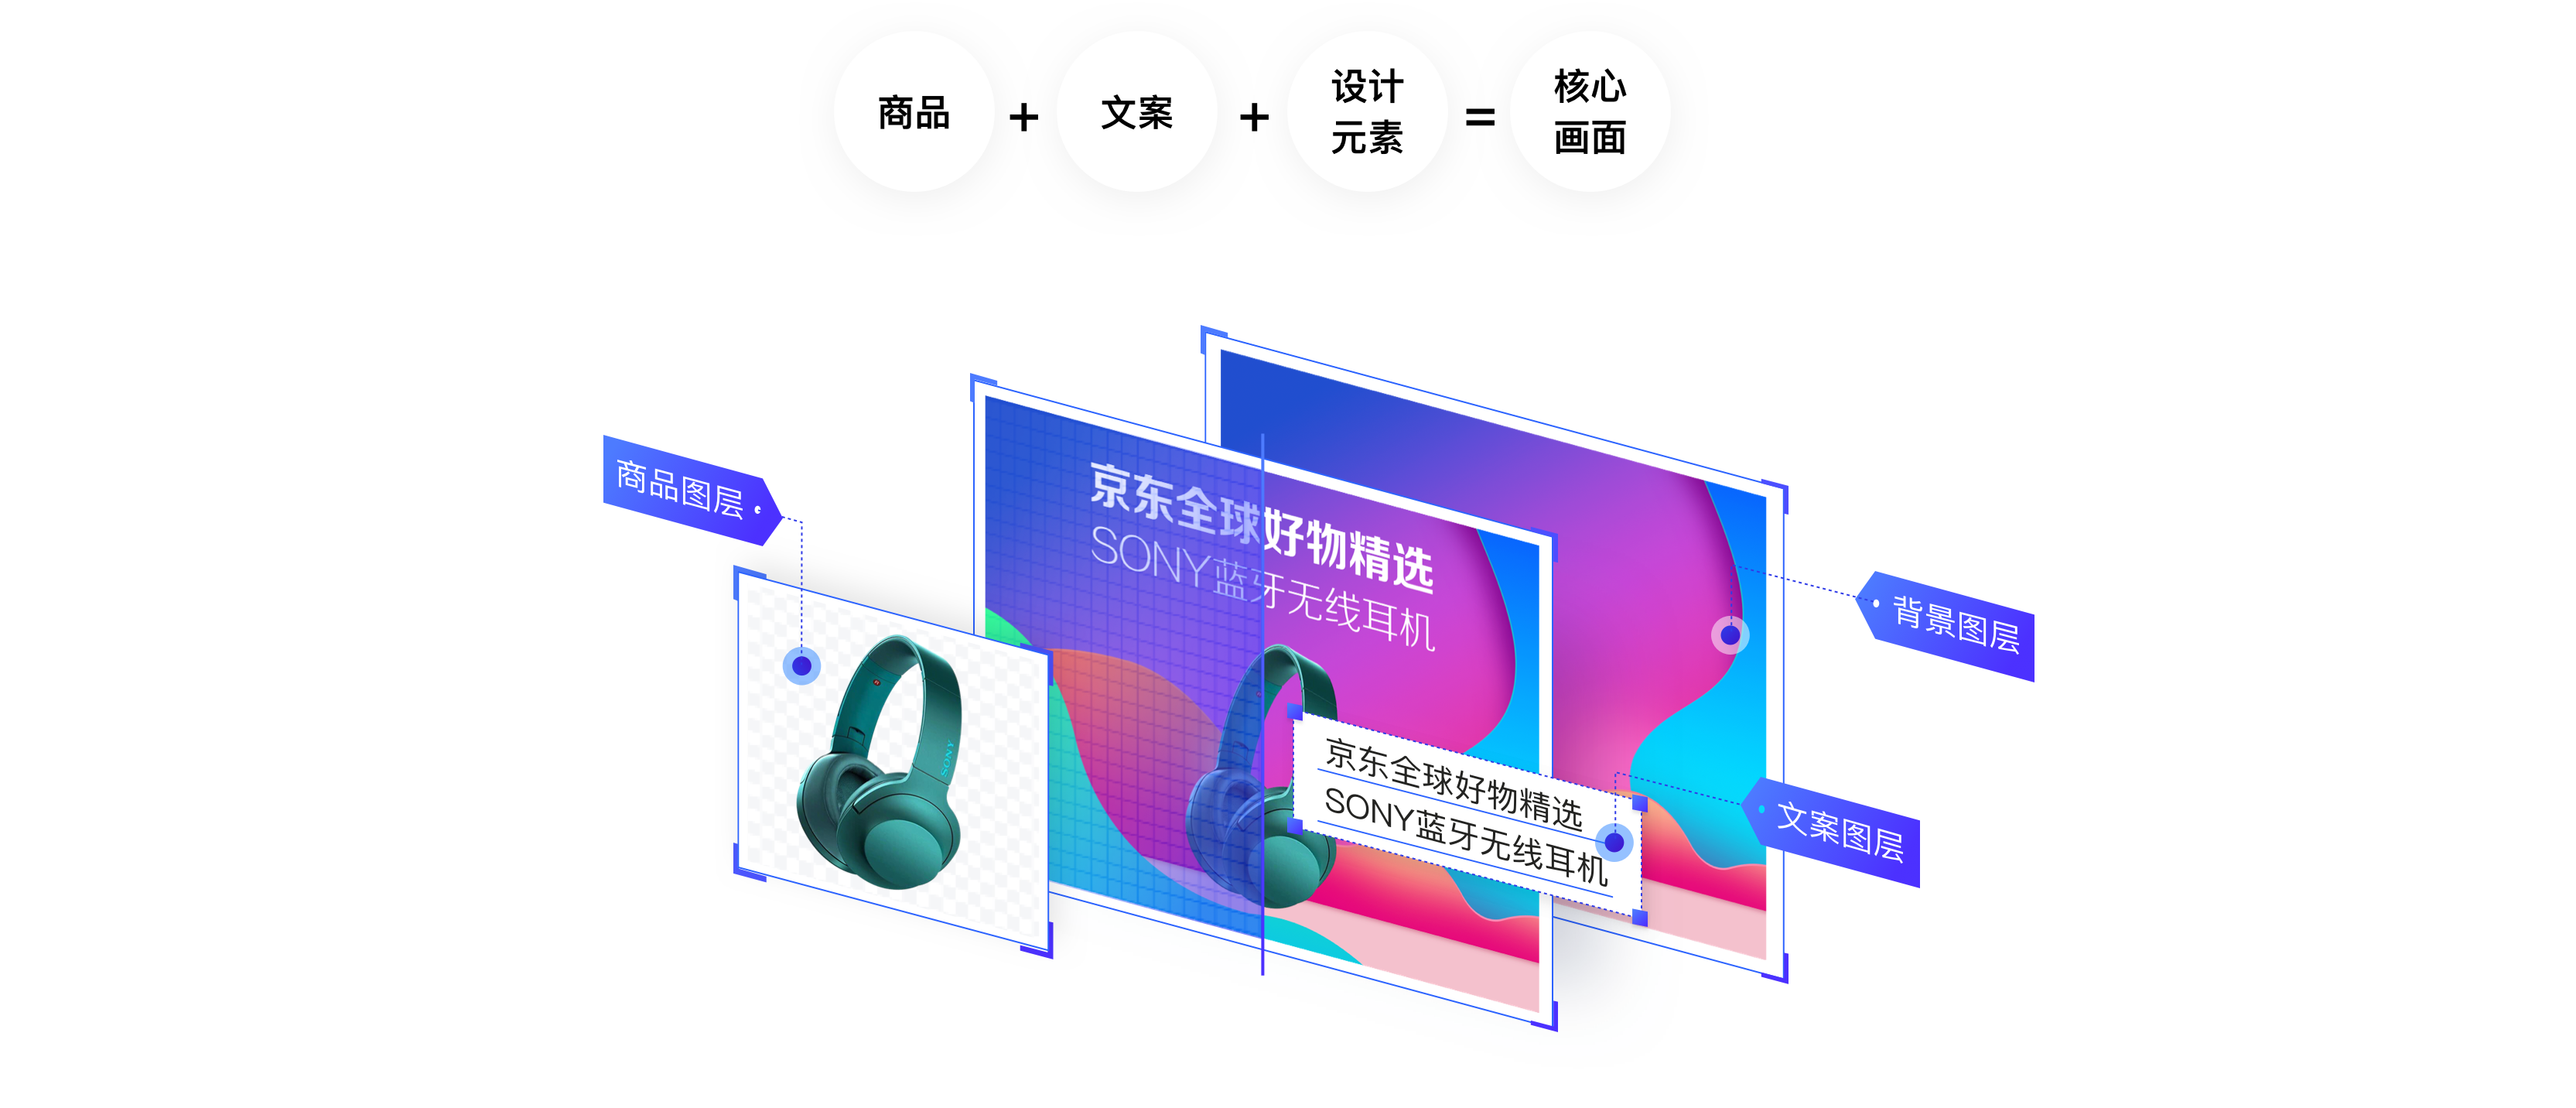 商品
+
文案
+
设计
元素
=
核心
画面
商品图层
京东全球好物精选
SONY蓝牙无线耳机
背景图层
SONY
京东全球好物精选
SONY蓝牙无线耳机
文案图层